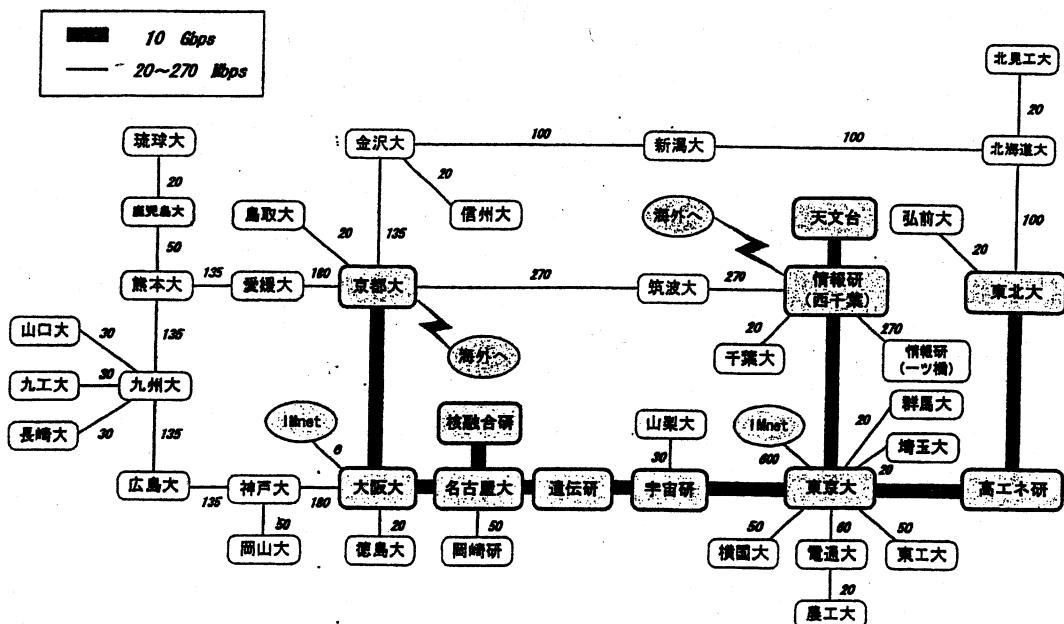 10 Gbps
20～270 Mbps
北見工大
20
琉球大
金沢大
100
新潟大
100
北海道大
20
20
鹿児島大
鳥取大
信州大
海外へ
天文台
弘前大
50
20
135
20
100
熊本大
135
愛媛大
180
京都大
270
筑波大
270
情報研
(西千葉)
東北大
山口大
30
135
海外へ
20
千葉大
270
情報研
(一ツ橋)
九工大
30
九州大
長崎大
30
135
IMnet
6
核融合研
山梨大
30
IMnet
600
20
群馬大
埼玉大
20
広島大
135
神戸大
180
大阪大
名古屋大
遺伝研
宇宙研
東京大
高エネ研
50
岡山大
20
徳島大
50
岡崎研
50
横国大
60
電通大
50
東工大
20
農工大